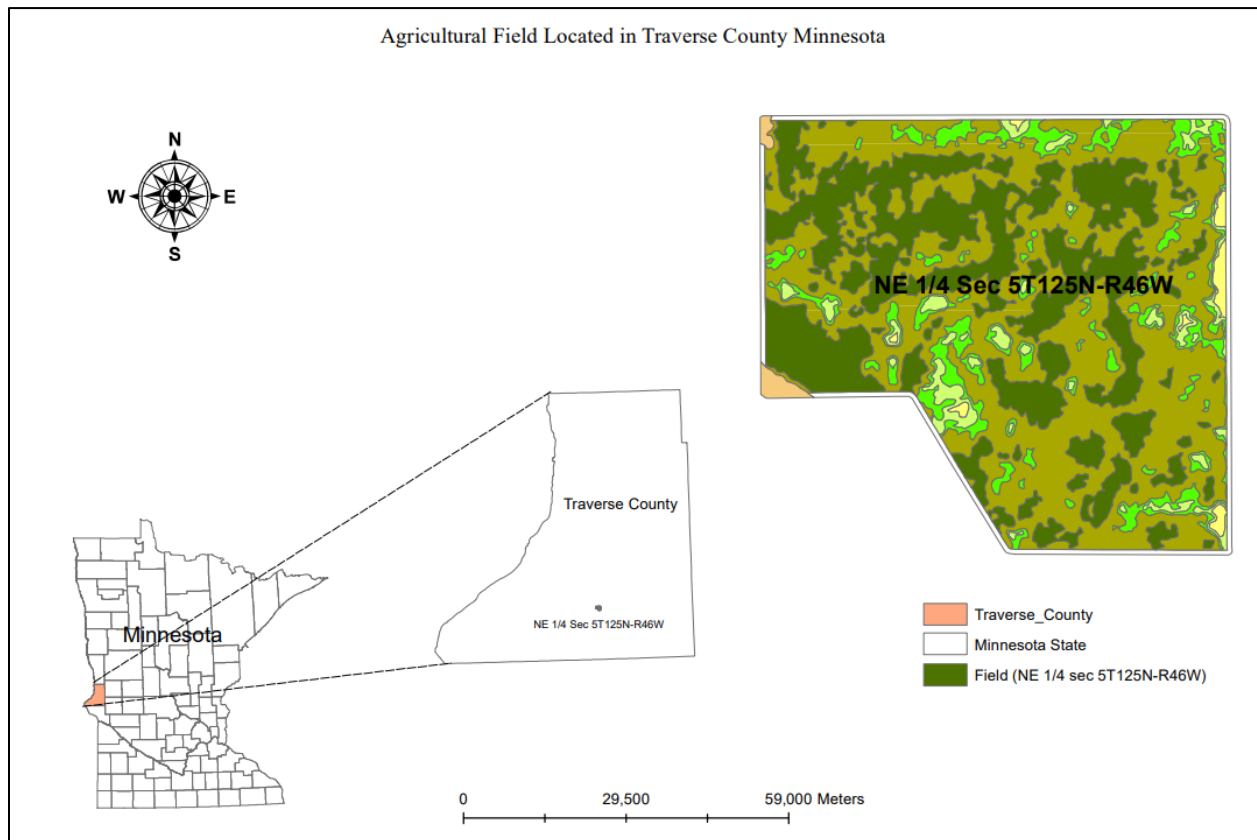 Agricultural Field Located in Traverse County Minnesota
N
W
E
S
NE 1/4 Sec 5T125N-R46W
Traverse County
NE 1/4 Sec 5T125N-R46W
Minnesota
Traverse_County
Minnesota State
Field (NE 1/4 sec 5T125N-R46W)
0
29,500
59,000 Meters